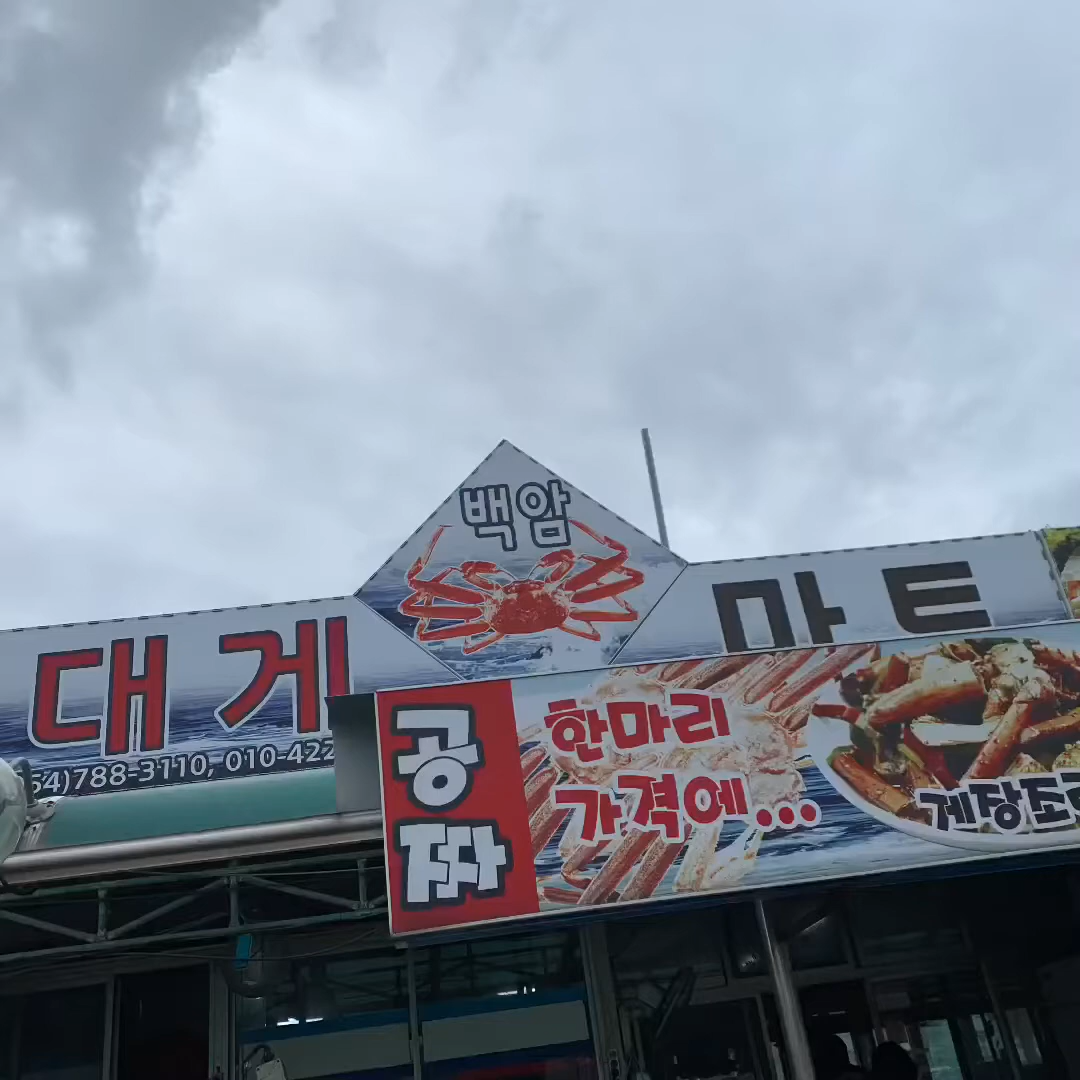 백암
대게 마트
54)788-3110, 010-422
공짜
한마리
가격에...
게장